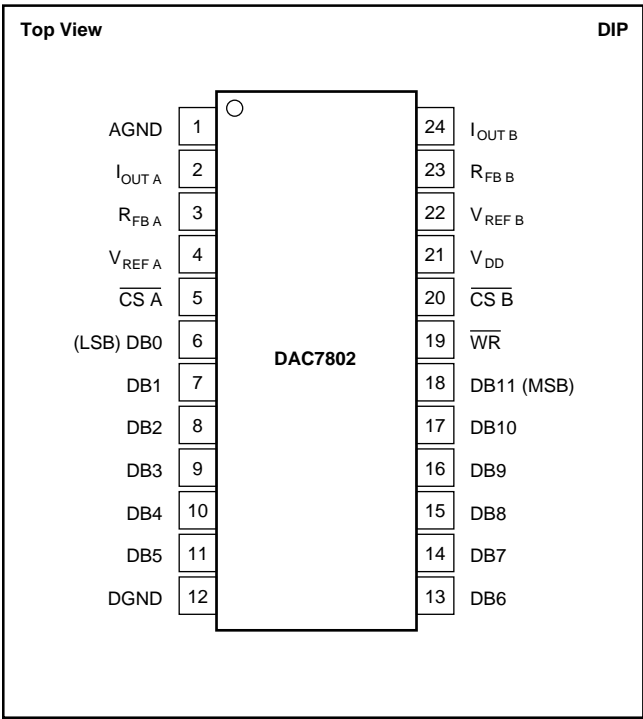 Top View DIP
AGND 1 24 I OUT B
I OUT A 2 23 R FB B
R FB A 3 22 V REF B
V REF A 4 21 V DD
CS A 5 20 CS B
(LSB) DB0 6 19 WR
DAC7802
DB1 7 18 DB11 (MSB)
DB2 8 17 DB10
DB3 9 16 DB9
DB4 10 15 DB8
DB5 11 14 DB7
DGND 12 13 DB6